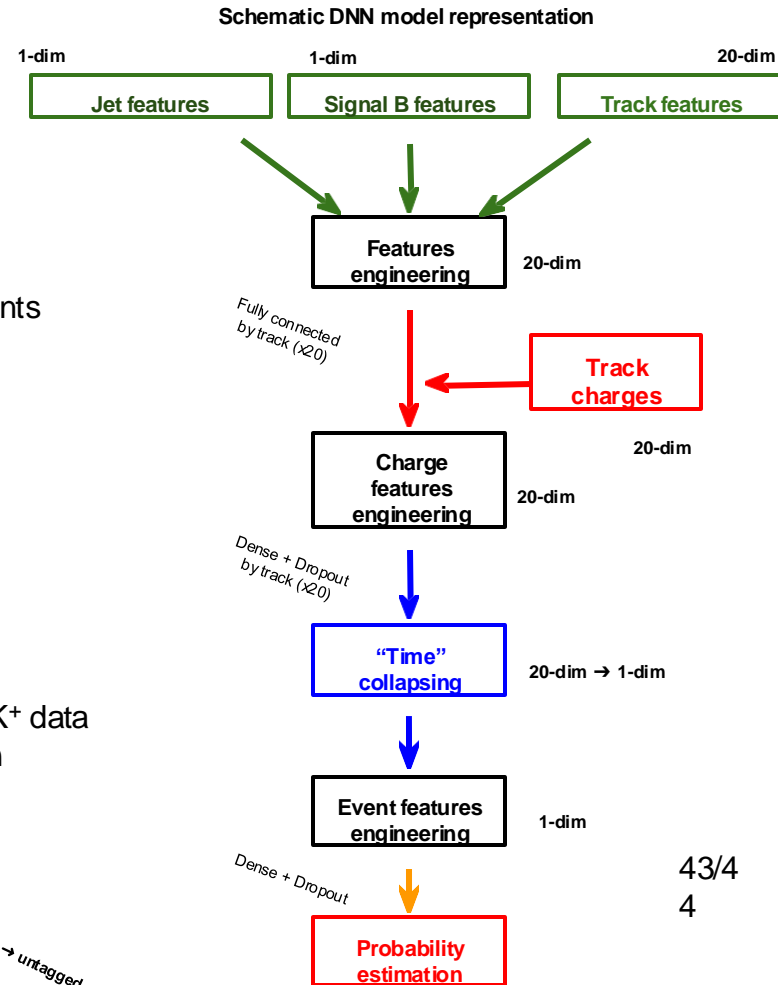 Schematic DNN model representation
1-dim
1-dim
20-dim
Jet features
Signal B features
Track features
Features
engineering
20-dim
nts
Fully connected
by track (x20)
Track
charges
20-dim
Charge
features
engineering
20-dim
Dense + Dropout
by track (x20)
“Time”
collapsing
20-dim ➔ 1-dim
K⁺ data
Event features
engineering
1-dim
Dense + Dropout
43/4
4
Probability
estimation
→ untagged